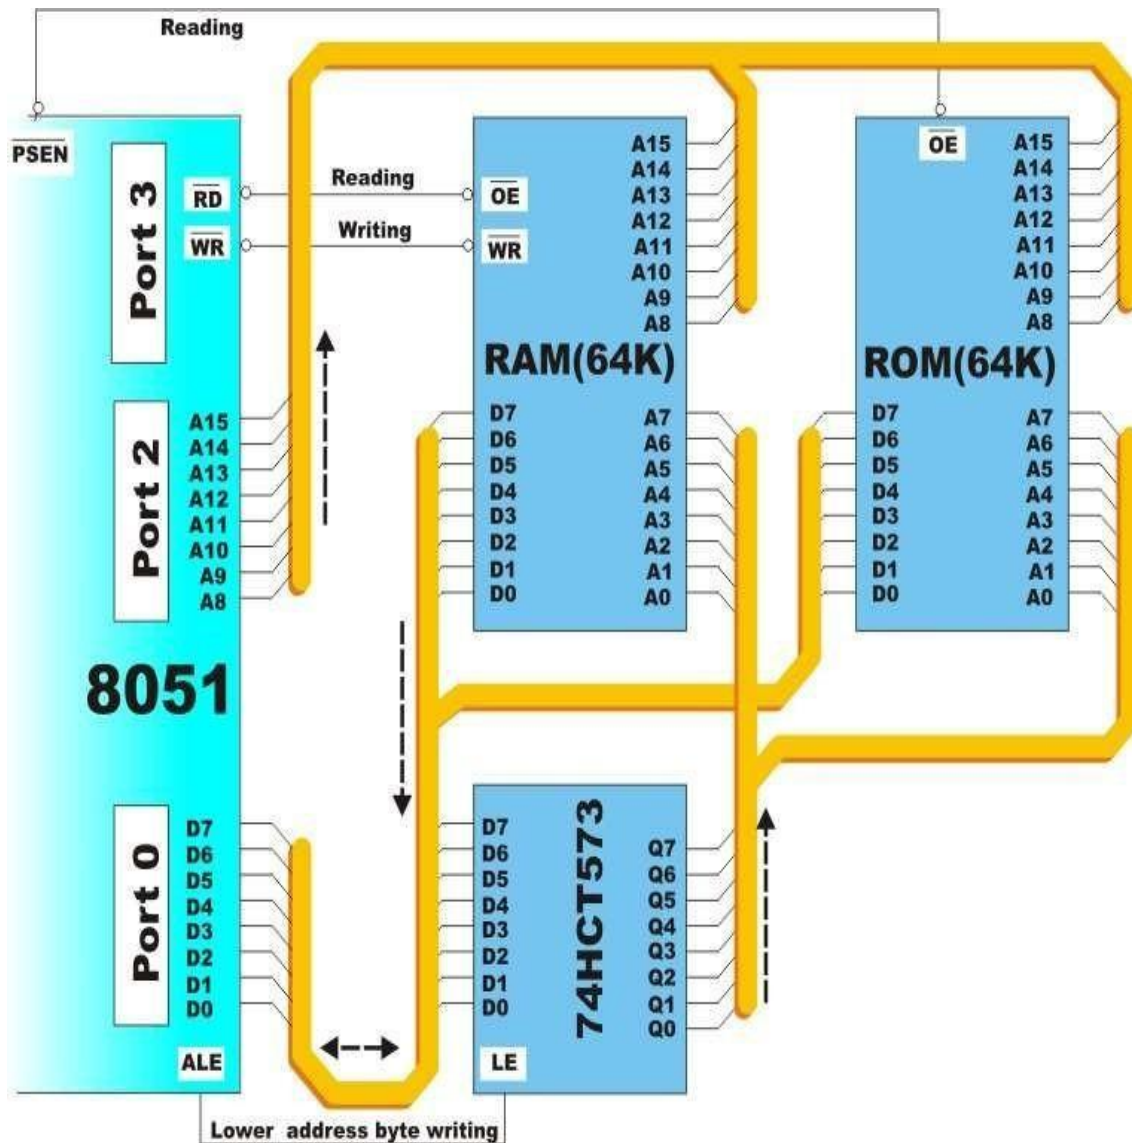 Reading
PSEN
Port 3
RD
WR
Reading
Writing
OE
WR
A15
A14
A13
A12
A11
A10
A9
A8
RAM(64K)
D7
D6
D5
D4
D3
D2
D1
D0
A7
A6
A5
A4
A3
A2
A1
A0
OE
A15
A14
A13
A12
A11
A10
A9
A8
ROM(64K)
D7
D6
D5
D4
D3
D2
D1
D0
A7
A6
A5
A4
A3
A2
A1
A0
Port 2
A15
A14
A13
A12
A11
A10
A9
A8
8051
Port 0
D7
D6
D5
D4
D3
D2
D1
D0
ALE
D7
D6
D5
D4
D3
D2
D1
D0
74HCT573
Q7
Q6
Q5
Q4
Q3
Q2
Q1
Q0
LE
Lower address byte writing